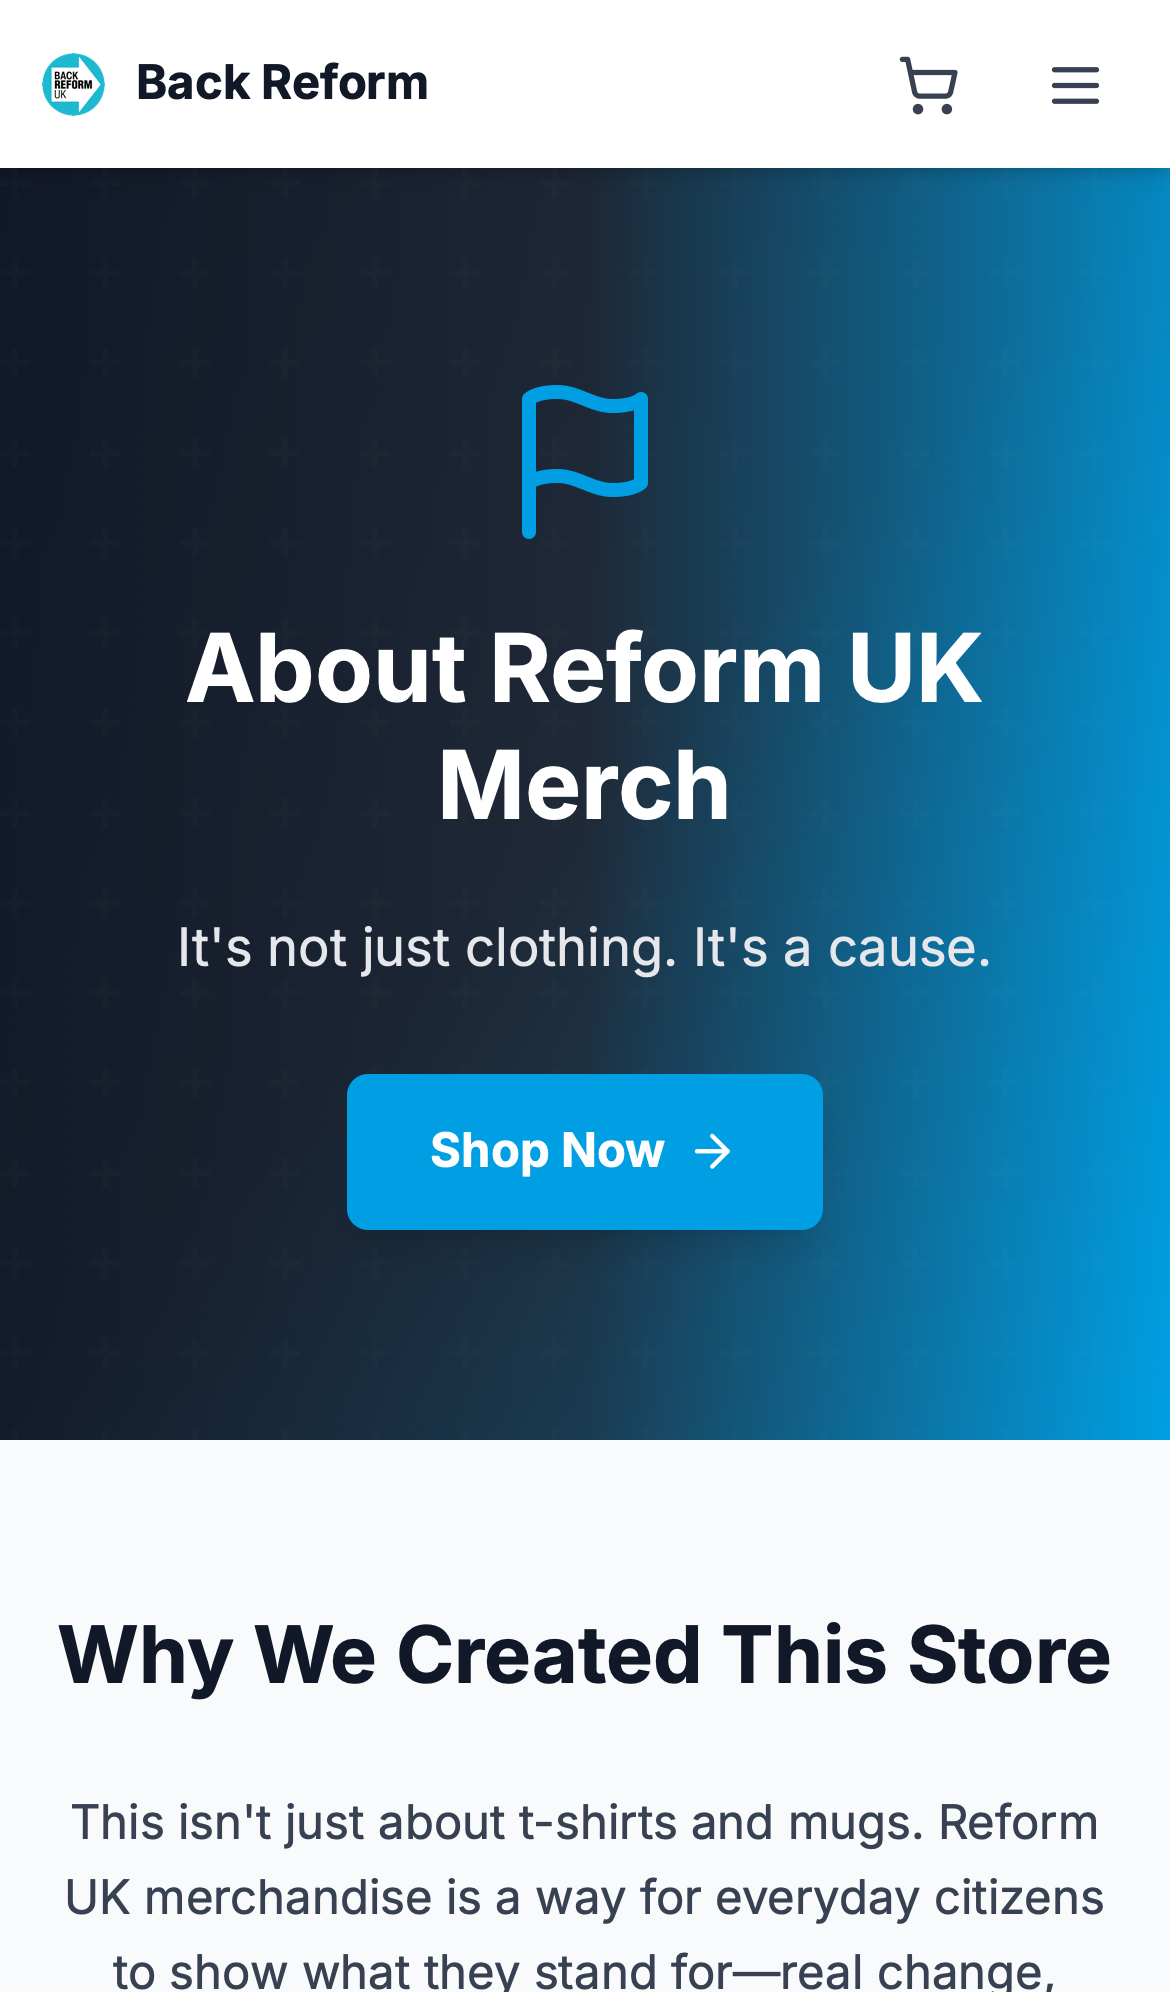 BACK
REFORM
UK
Back Reform
About Reform UK
Merch
It's not just clothing. It's a cause.
Shop Now
Why We Created This Store
This isn't just about t-shirts and mugs. Reform
UK merchandise is a way for everyday citizens
to show what they stand for—real change,